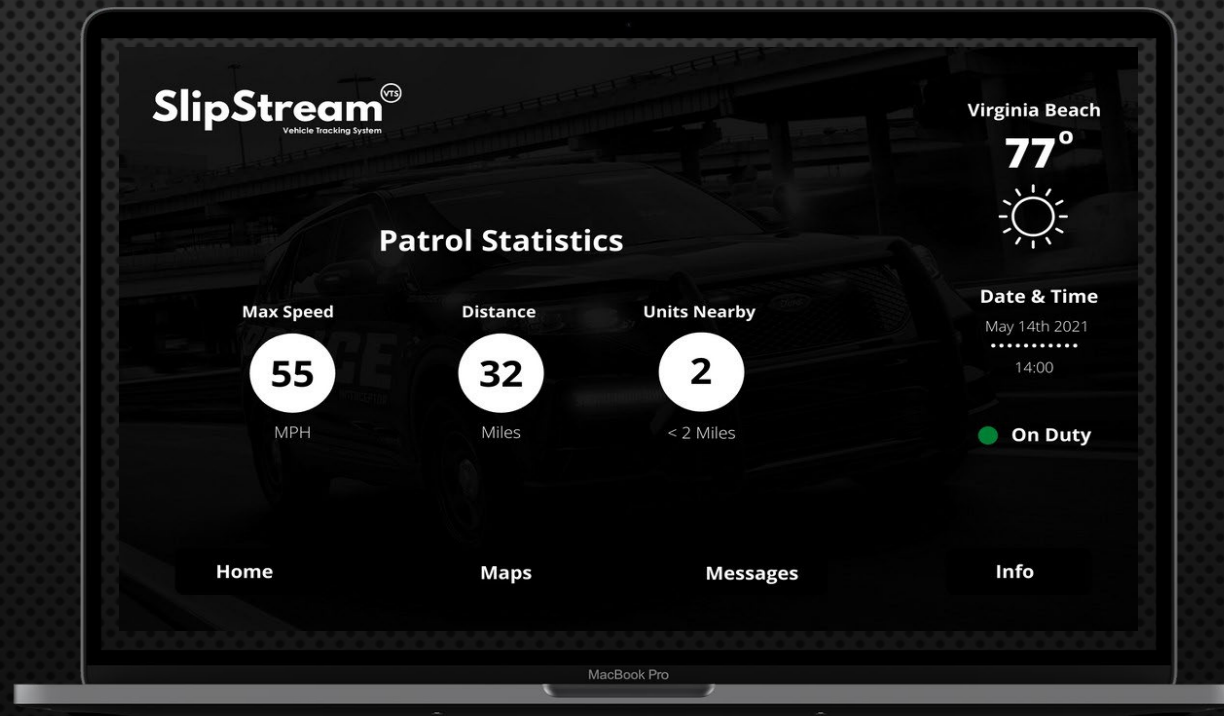 SlipStream VTS
Vehicle Tracking System
Virginia Beach
77°
Patrol Statistics
Max Speed
Distance
Units Nearby
55
32
2
MPH
Miles
< 2 Miles
Date & Time
May 14th 2021
14:00
On Duty
Home
Maps
Messages
Info
MacBook Pro